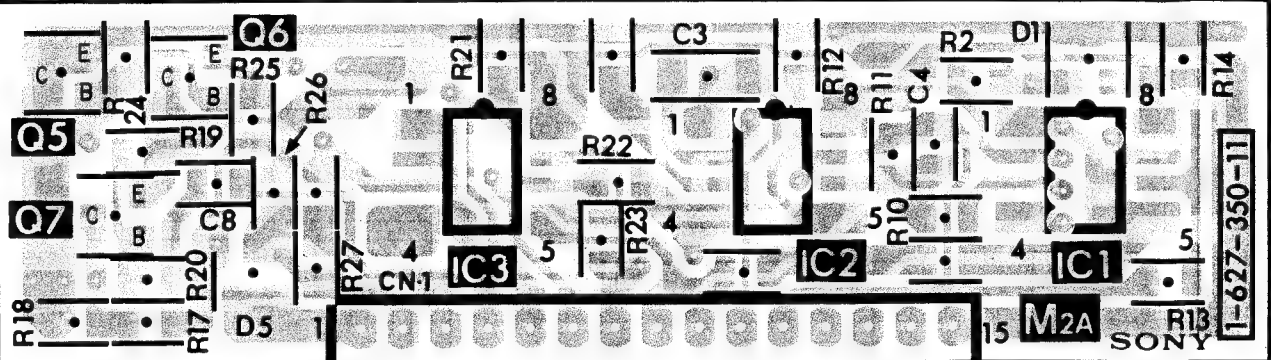 Q6
C3
R2
D1
E
E
R21
R12
R14
C
C
R25
R26
R11
C4
B
B
1
8
8
8
R24
1
1
Q5
R19
R22
E
C
Q7
C8
B
R23
4
5
R10
4
5
R20
R27
4
5
CN-1
IC3
IC2
IC1
R18
R17
D5
1
15
M2A
R13
SONY
1-627-350-11